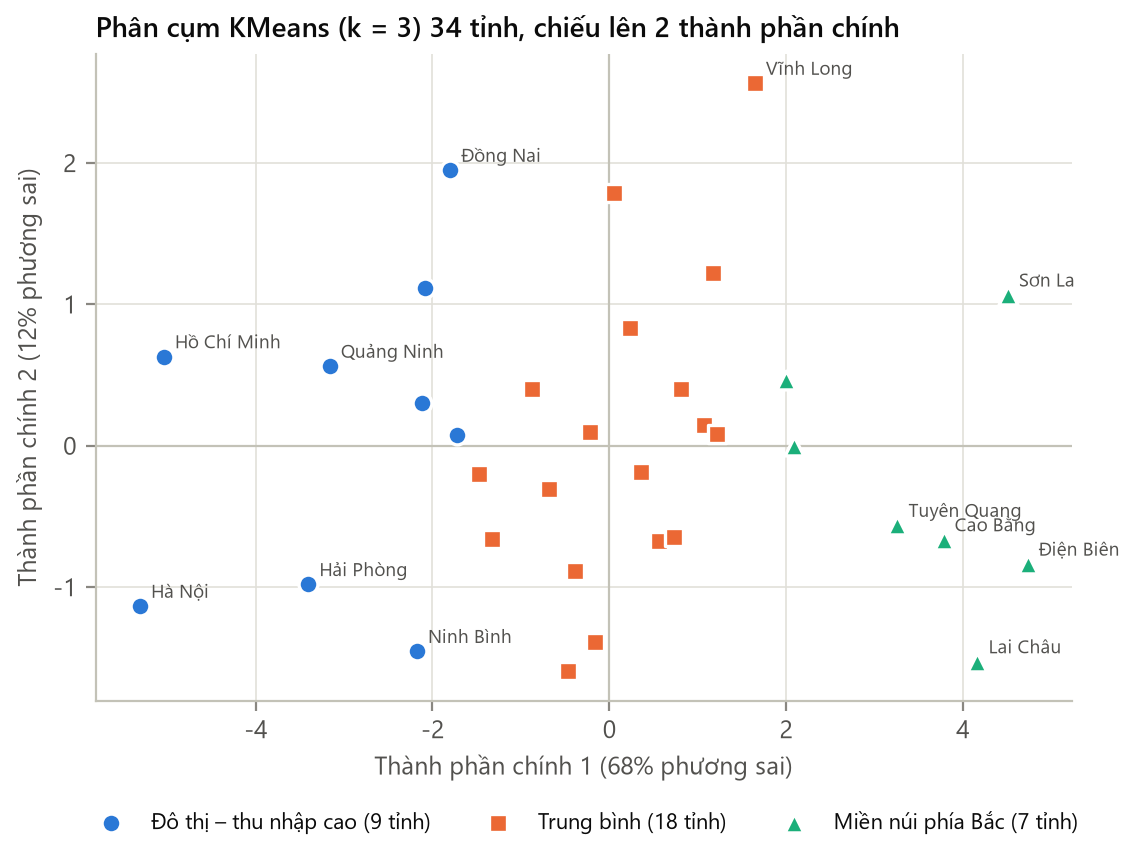 Phân cụm KMeans (k = 3) 34 tỉnh, chiếu lên 2 thành phần chính
Vĩnh Long
Đồng Nai
Sơn La
Hồ Chí Minh
Quảng Ninh
Tuyên Quang
Cao Bằng
Điện Biên
Hải Phòng
Hà Nội
Ninh Bình
Lai Châu
Thành phần chính 2 (12% phương sai)
2
1
0
-1
-4 -2 0 2 4
Thành phần chính 1 (68% phương sai)
Đô thị – thu nhập cao (9 tỉnh) Trung bình (18 tỉnh) Miền núi phía Bắc (7 tỉnh)